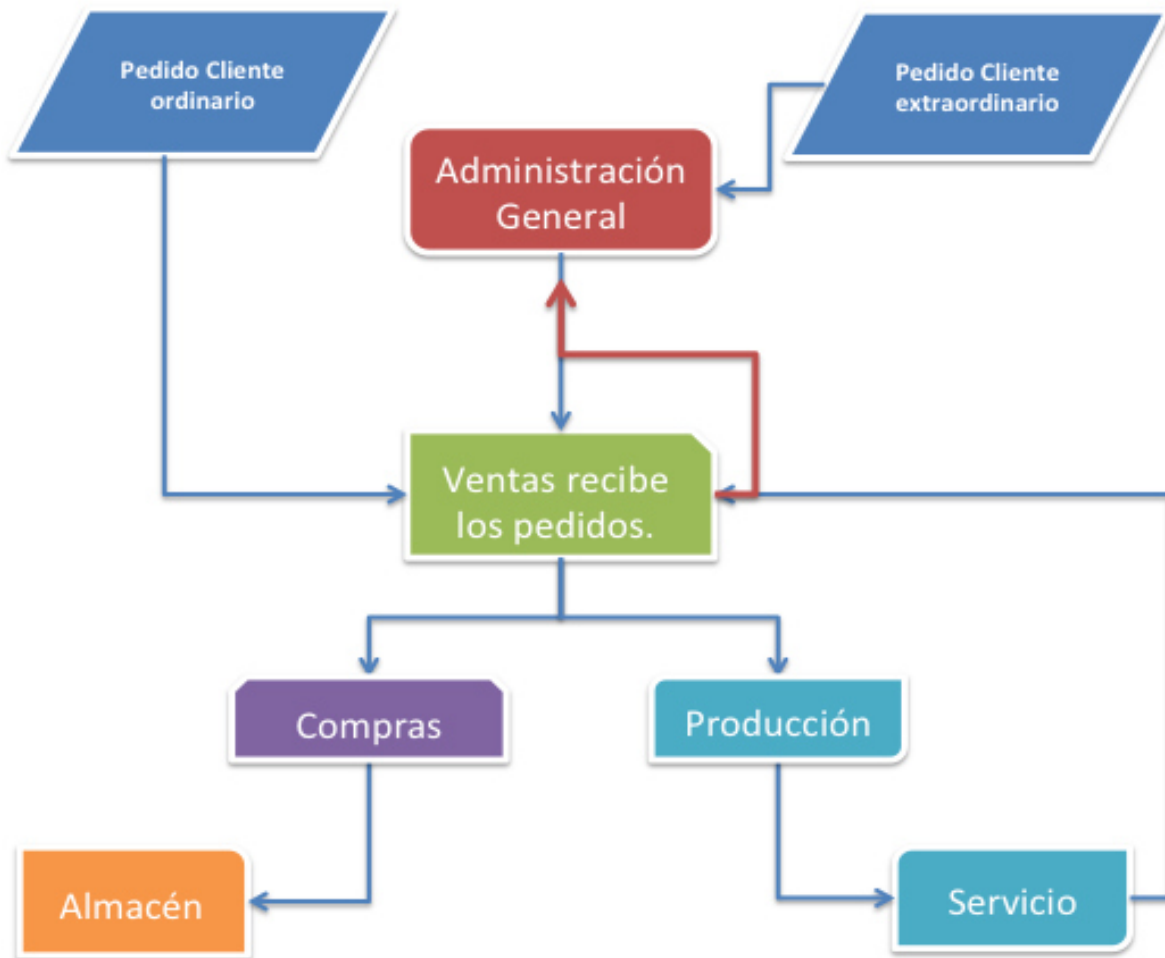 Pedido Cliente
ordinario
Pedido Cliente
extraordinario
Administración
General
Ventas recibe
los pedidos.
Compras
Producción
Almacén
Servicio